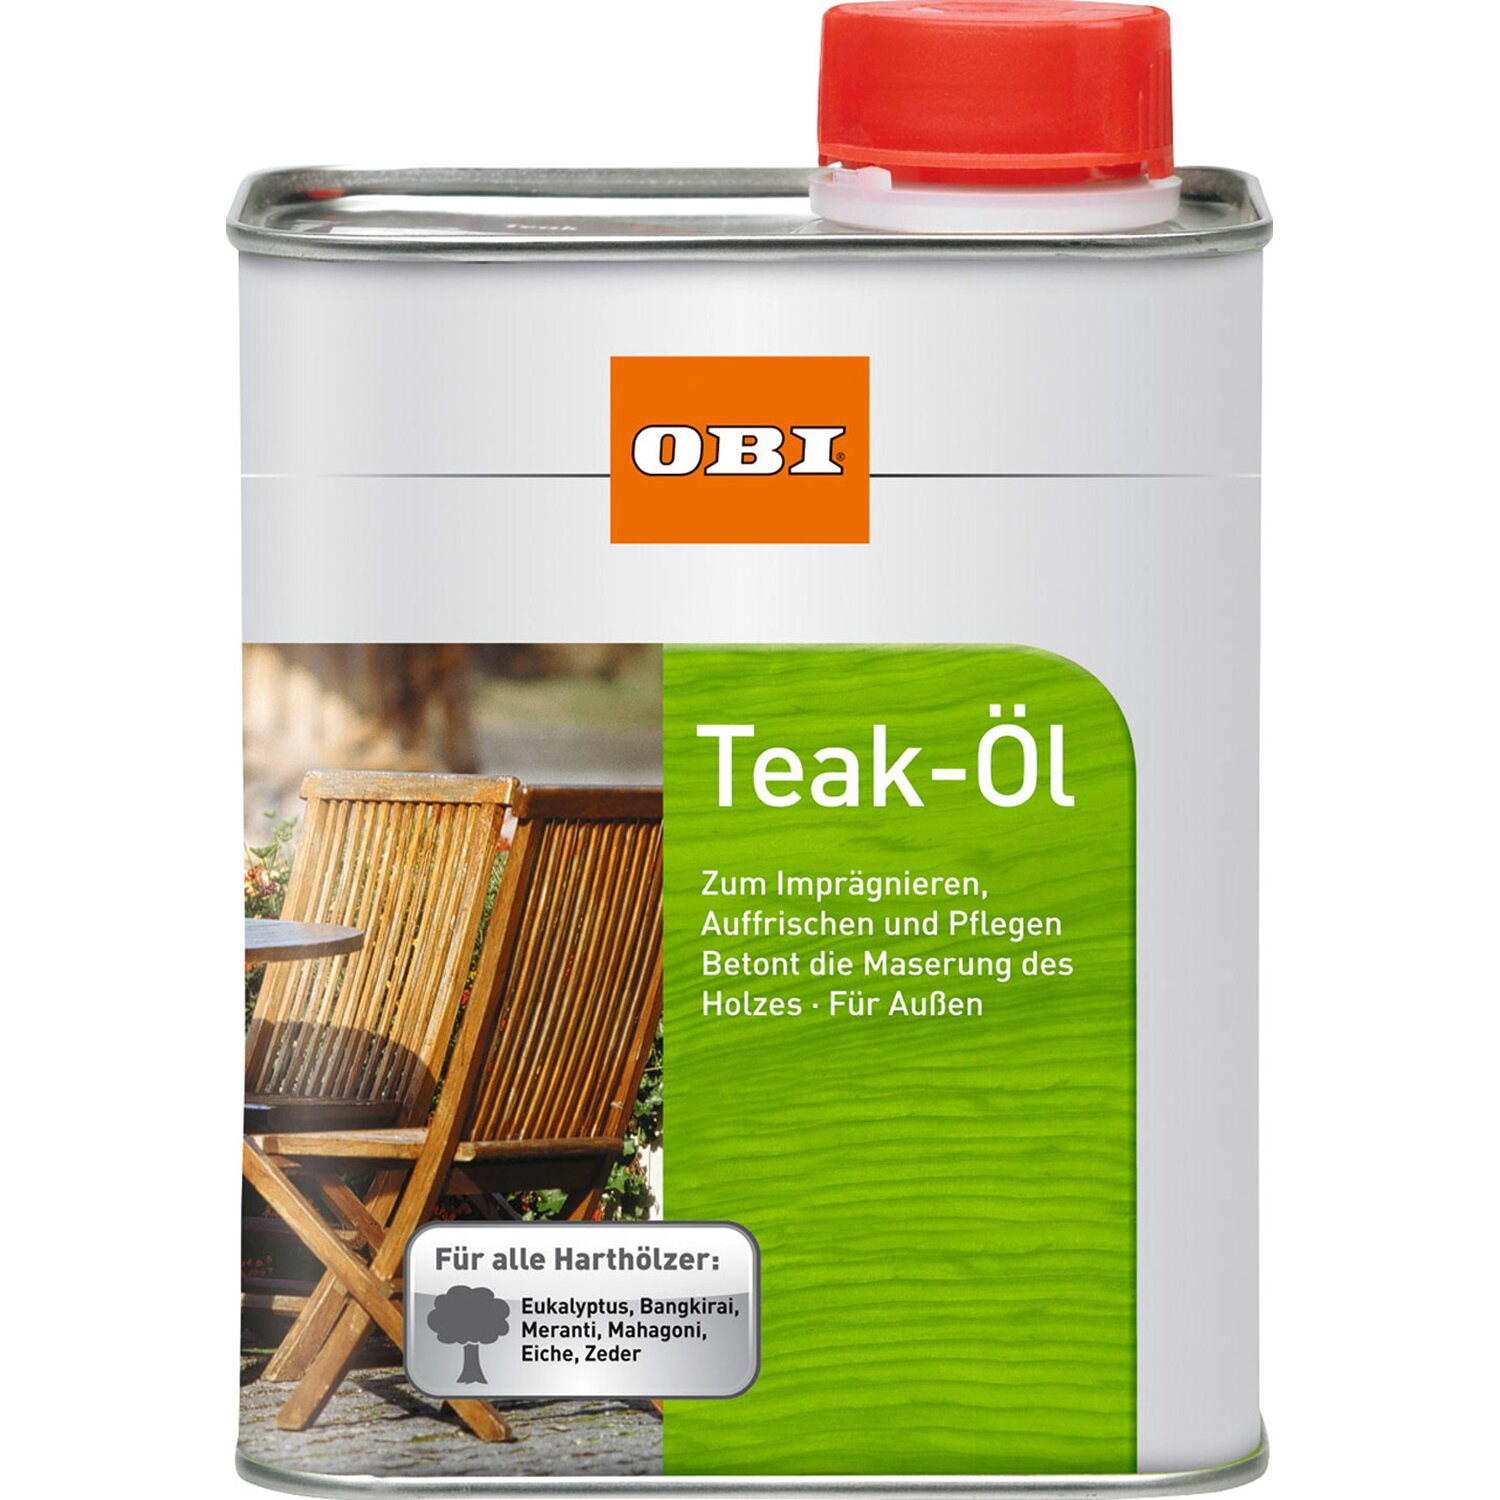 Teak
OBI®
Teak-Öl
Zum Imprägnieren,
Auffrischen und Pflegen
Betont die Maserung des
Holzes · Für Außen
Für alle Harthölzer:
Eukalyptus, Bangkirai,
Meranti, Mahagoni,
Eiche, Zeder